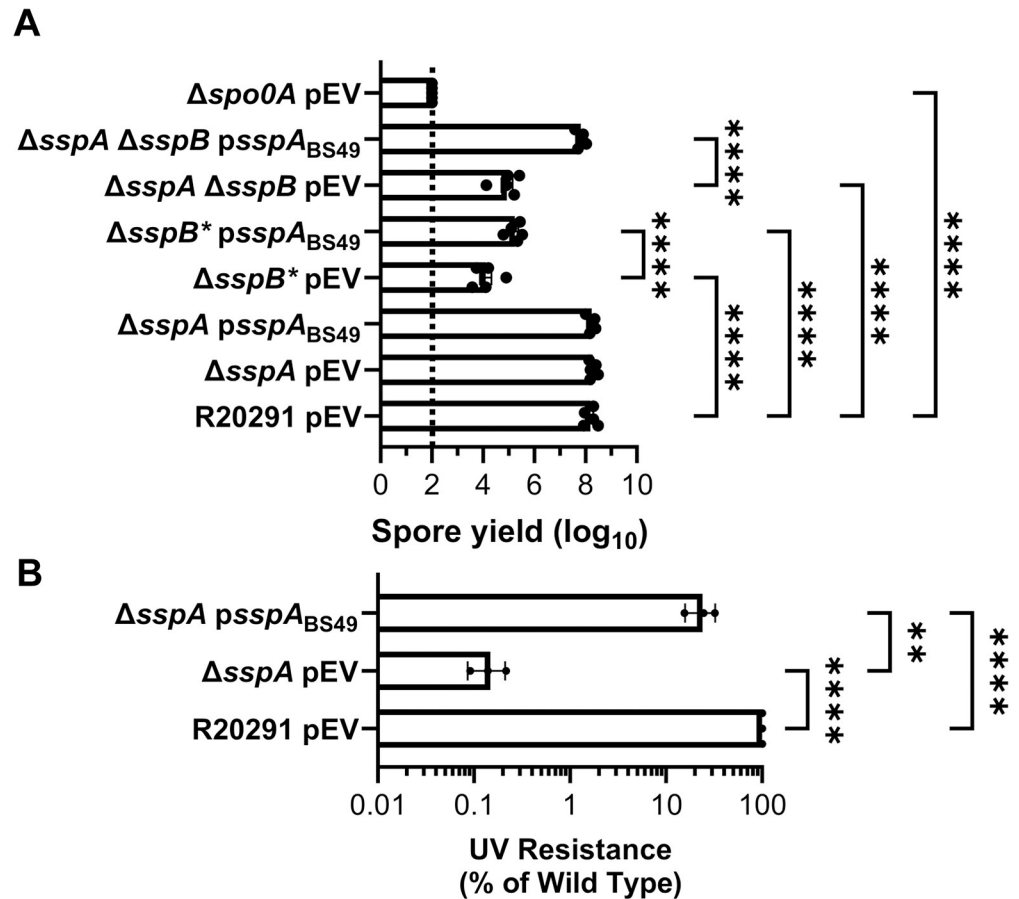 A
Δspo0A pEV
ΔsspA ΔsspB psspABS49
ΔsspA ΔsspB pEV
ΔsspB* psspABS49
ΔsspB* pEV
ΔsspA psspABS49
ΔsspA pEV
R20291 pEV
0 2 4 6 8 10
Spore yield (log10)
****
****
****
****
****
****
B
ΔsspA psspABS49
ΔsspA pEV
R20291 pEV
0.01 0.1 1 10 100
UV Resistance
(% of Wild Type)
****
**
****